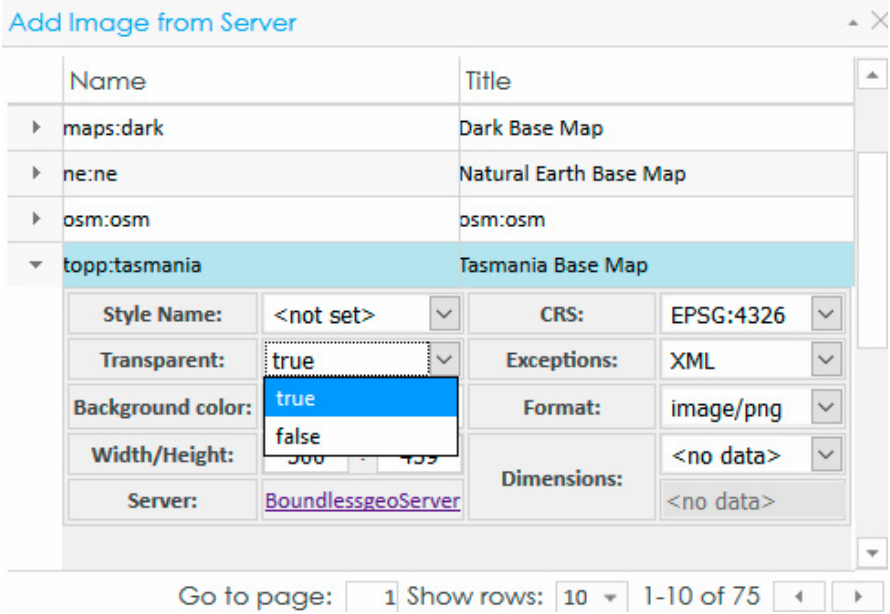 Add Image from Server
Name Title
maps:dark Dark Base Map
ne:ne Natural Earth Base Map
osm:osm osm:osm
topp:tasmania Tasmania Base Map
Style Name: <not set> CRS: EPSG:4326
Transparent: true Exceptions: XML
Background color: true Format: image/png
false
Width/Height: : Dimensions: <no data>
Server: BoundlessgeoServer <no data>
Go to page: 1 Show rows: 10 1-10 of 75